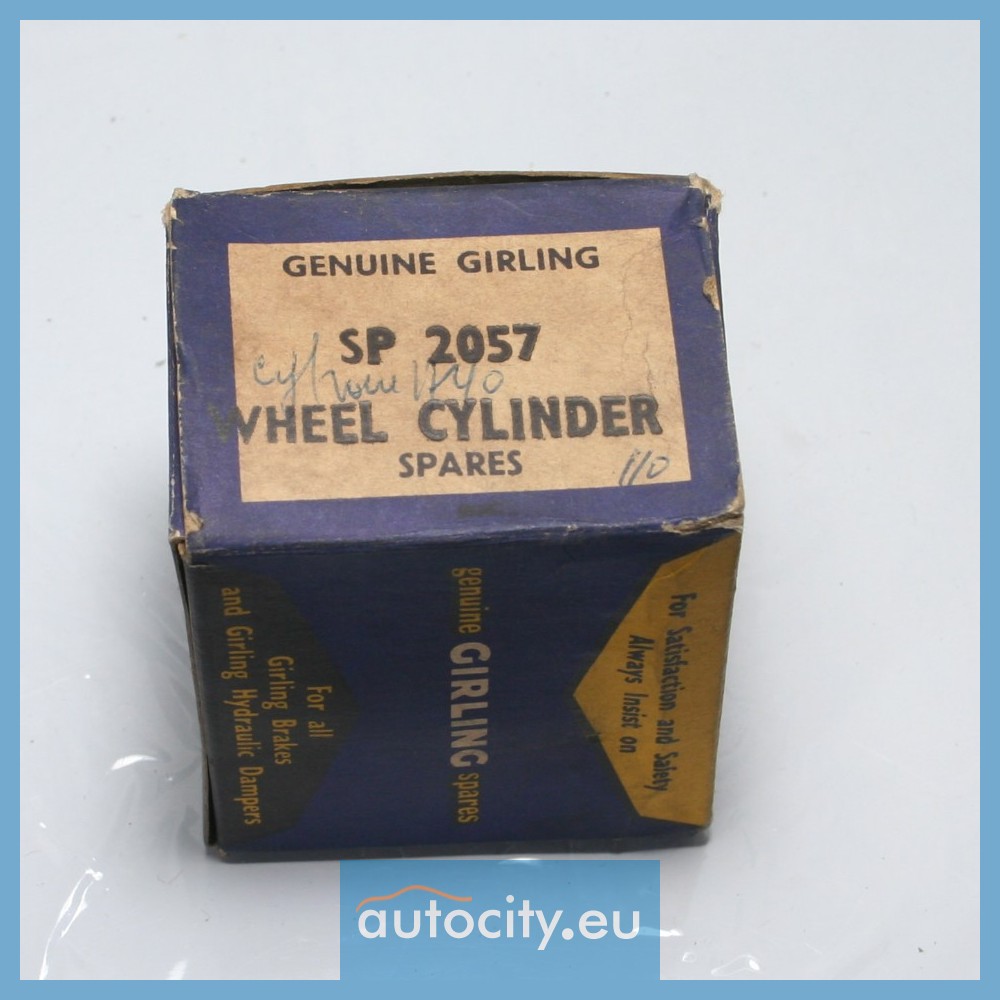 GENUINE GIRLING
SP 2057
WHEEL CYLINDER
SPARES
For Satisfaction and Safety
Always Insist on
genuine GIRLING spares
For all
Girling Brakes
and Girling Hydraulic Dampers
autocity.eu